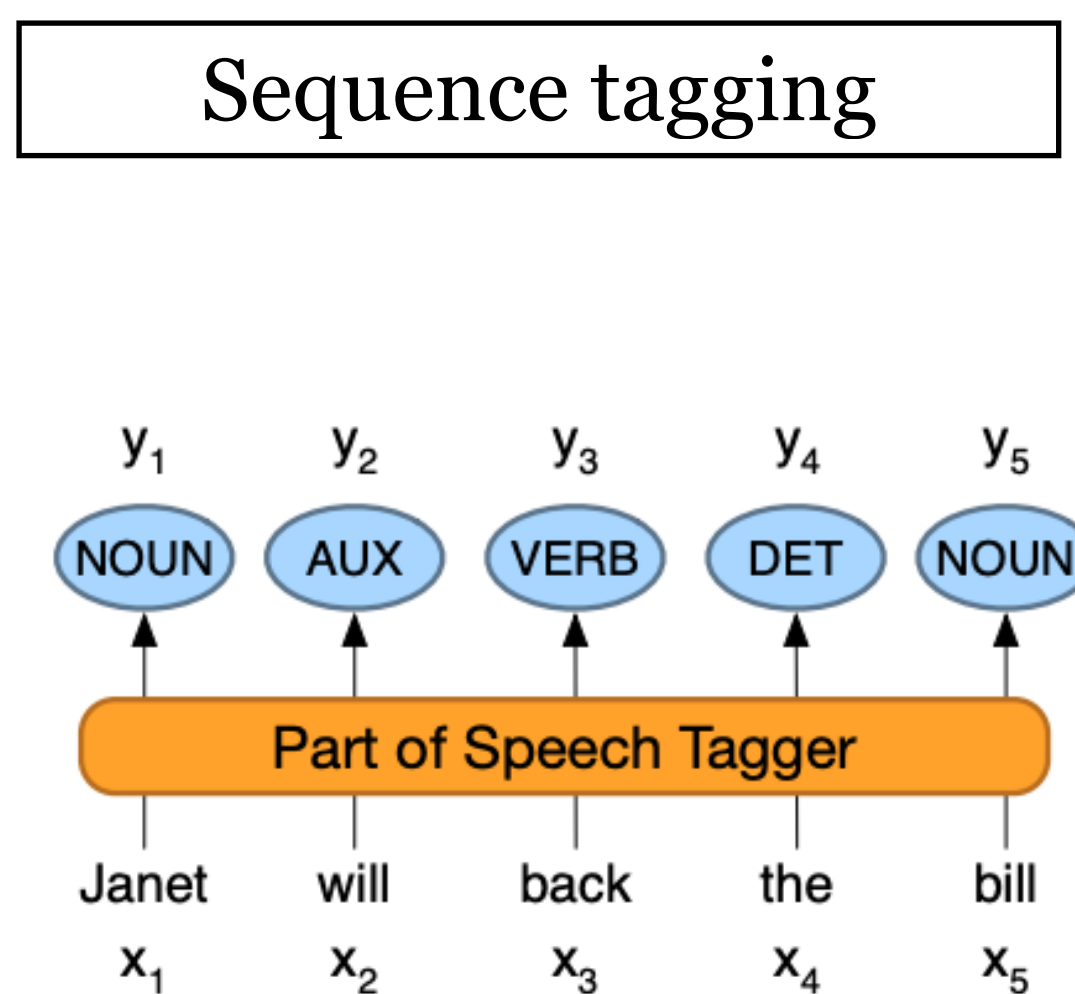 Sequence tagging
y₁ y₂ y₃ y₄ y₅
NOUN AUX VERB DET NOUN
Part of Speech Tagger
Janet will back the bill
x₁ x₂ x₃ x₄ x₅